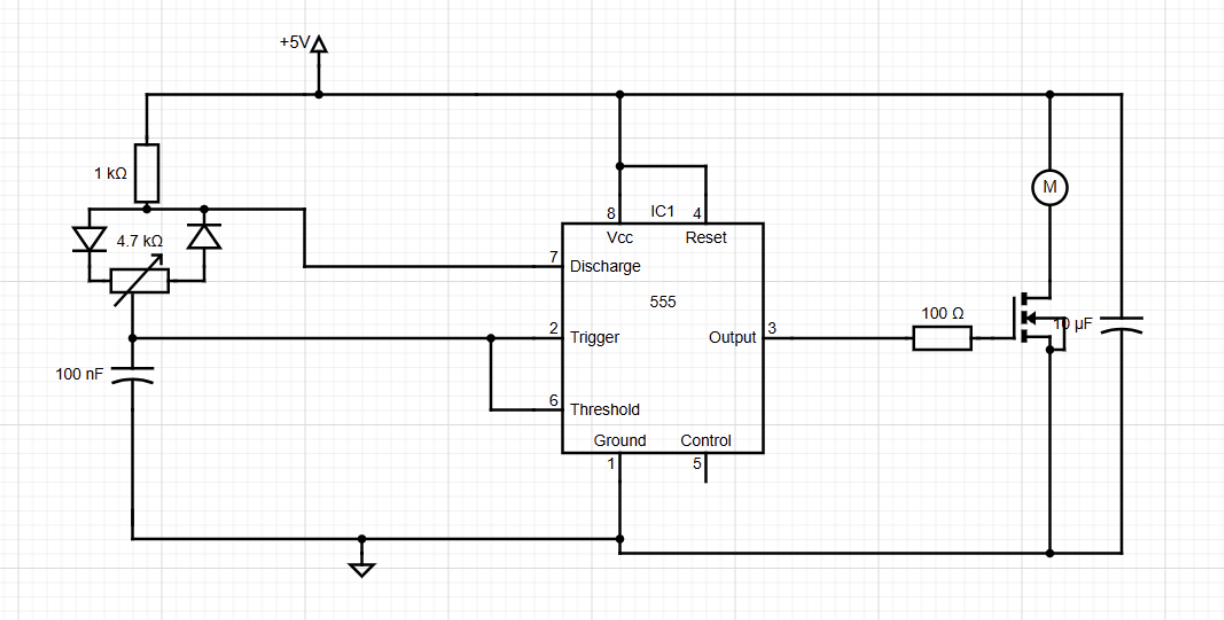 +5V
1 kΩ
4.7 kΩ
8
IC1
4
Vcc
Reset
7
Discharge
555
M
2
Trigger
Output
3
100 Ω
10 µF
100 nF
6
Threshold
Ground
Control
1
5